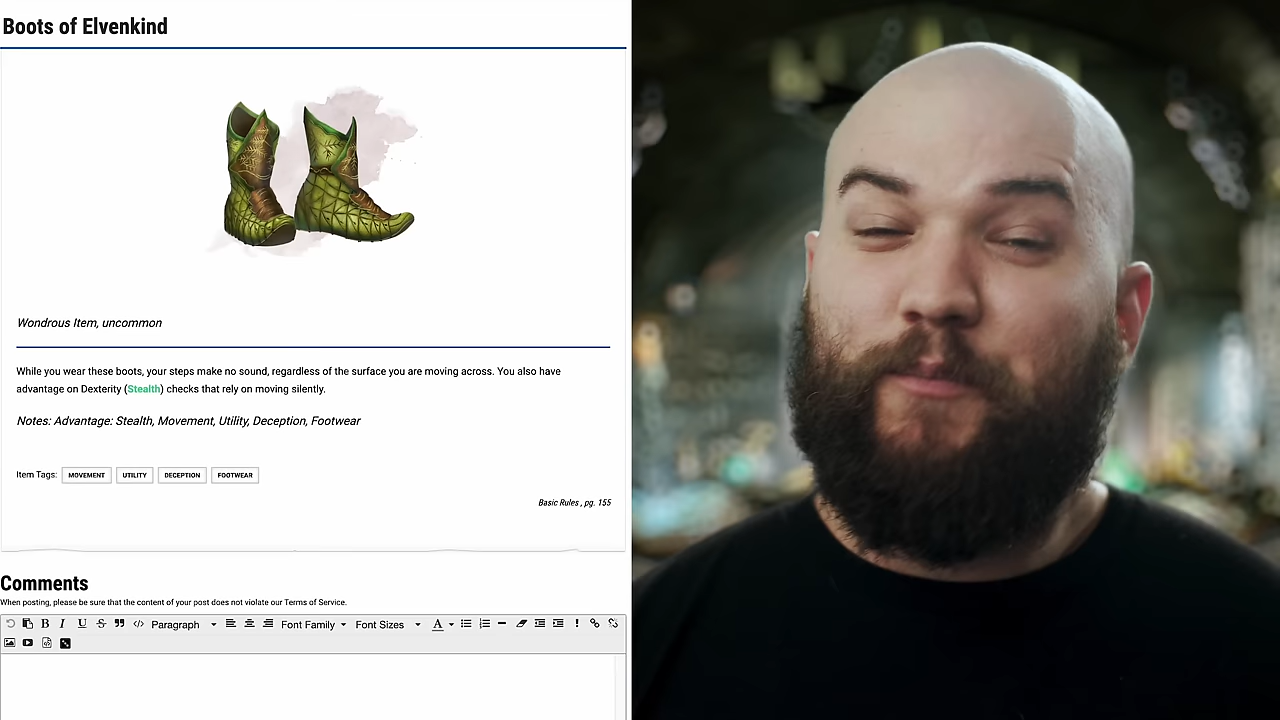 Boots of Elvenkind
Wondrous Item, uncommon
While you wear these boots, your steps make no sound, regardless of the surface you are moving across. You also have
advantage on Dexterity (Stealth) checks that rely on moving silently.
Notes: Advantage: Stealth, Movement, Utility, Deception, Footwear
Item Tags: MOVEMENT UTILITY DECEPTION FOOTWEAR
Basic Rules , pg. 155
Comments
When posting, please be sure that the content of your post does not violate our Terms of Service.
Paragraph Font Family Font Sizes